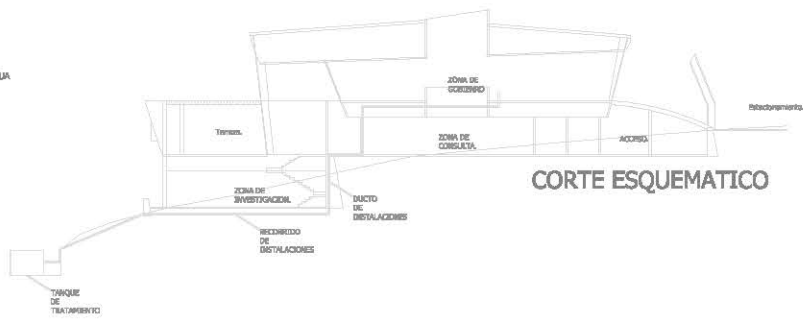 UA
ZONA DE
GOBIERNO
Estacionamiento.
Terraza.
ZONA DE
CONSULTA.
ACCESO.
CORTE ESQUEMATICO
ZONA DE
INVESTIGACION.
DUCTO
DE
INSTALACIONES
RECORRIDO
DE
INSTALACIONES
TANQUE
DE
TRATAMIENTO